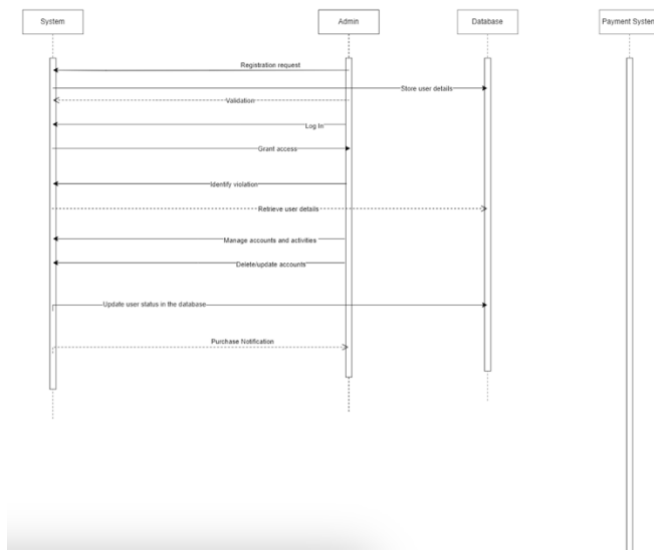 System
Admin
Database
Payment System
Registration request
Store user details
Validation
Log In
Grant access
Identify violation
Retrieve user details
Manage accounts and activities
Delete/update accounts
Update user status in the database
Purchase Notification